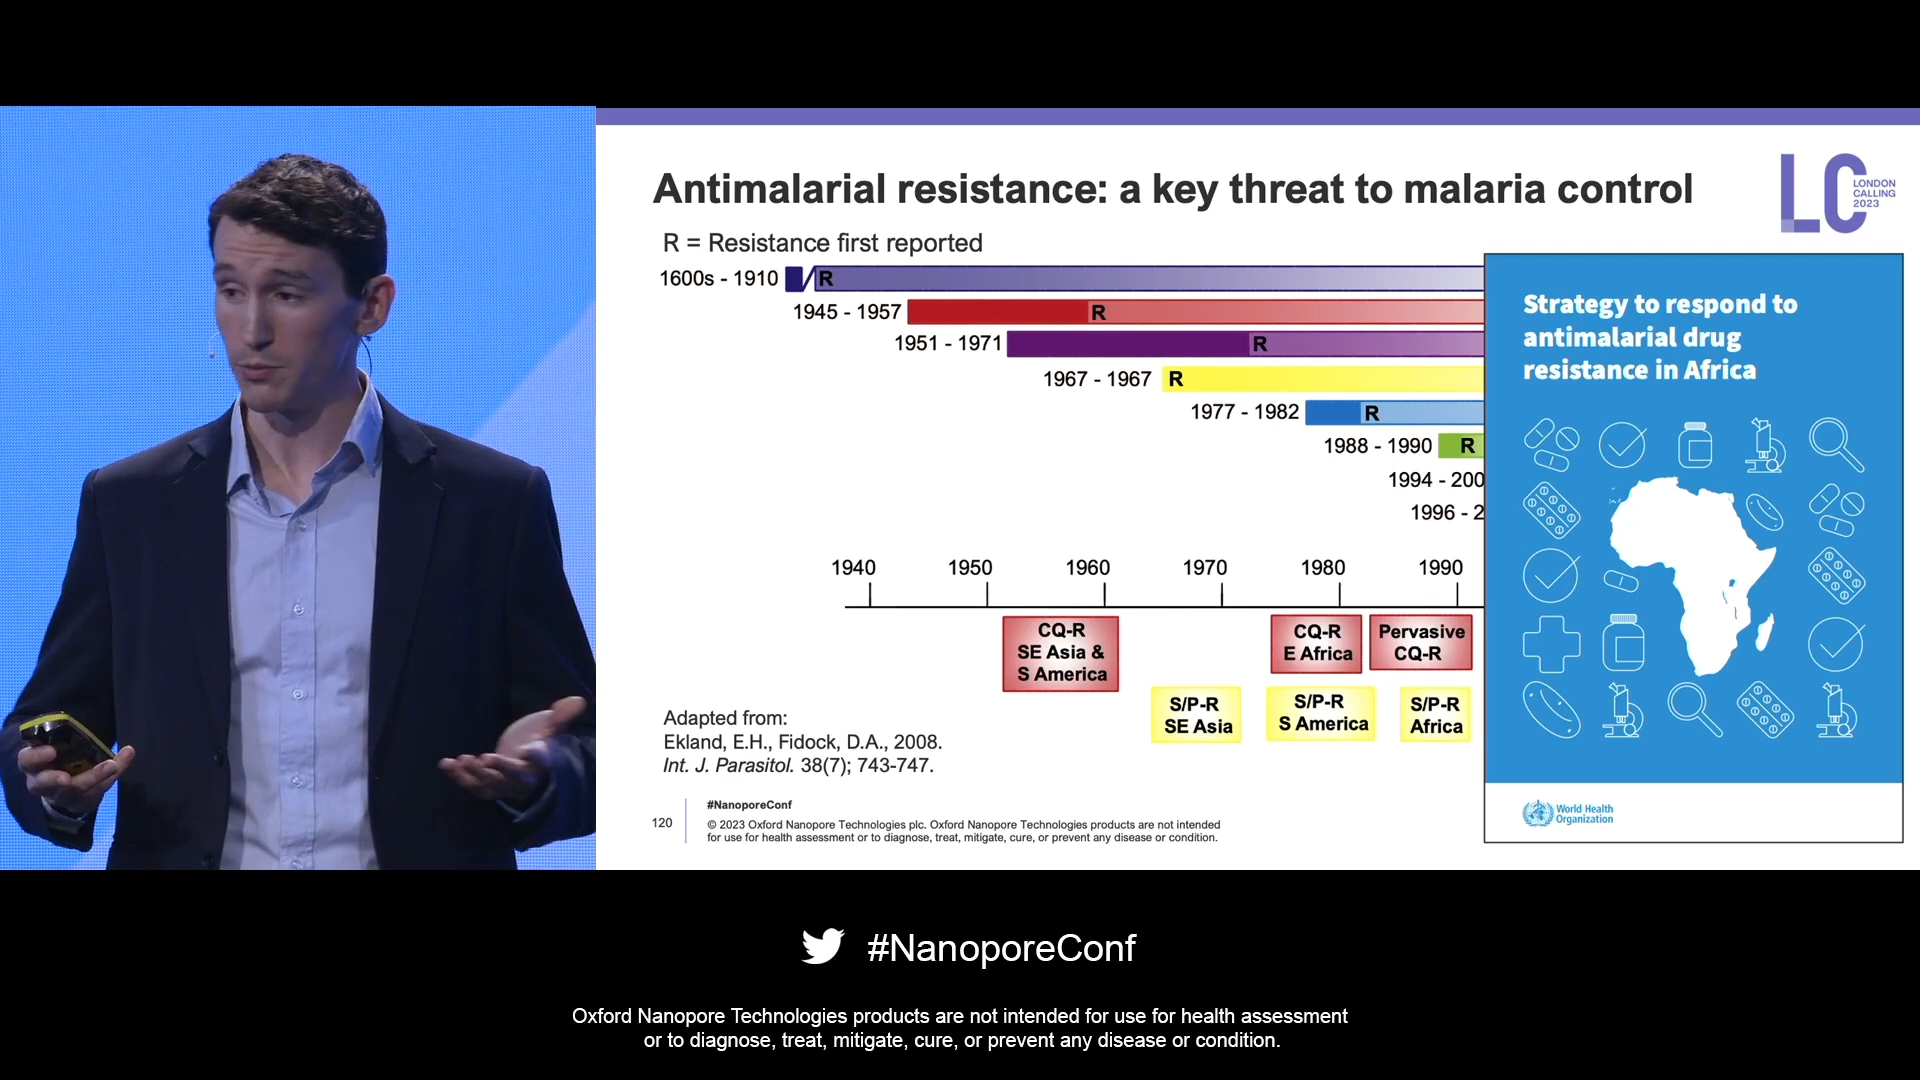 Antimalarial resistance: a key threat to malaria control
LC
LONDON
CALLING
2023
R = Resistance first reported
1600s - 1910 R
1945 - 1957 R
1951 - 1971 R
1967 - 1967 R
1977 - 1982 R
1988 - 1990 R
1994 - 200
1996 - 2
1940 1950 1960 1970 1980 1990
CQ-R
SE Asia &
S America
CQ-R
E Africa
Pervasive
CQ-R
S/P-R
SE Asia
S/P-R
S America
S/P-R
Africa
Adapted from:
Ekland, E.H., Fidock, D.A., 2008.
Int. J. Parasitol. 38(7); 743-747.
Strategy to respond to
antimalarial drug
resistance in Africa
World Health
Organization
120
#NanoporeConf
© 2023 Oxford Nanopore Technologies plc. Oxford Nanopore Technologies products are not intended
for use for health assessment or to diagnose, treat, mitigate, cure, or prevent any disease or condition.
#NanoporeConf
Oxford Nanopore Technologies products are not intended for use for health assessment
or to diagnose, treat, mitigate, cure, or prevent any disease or condition.